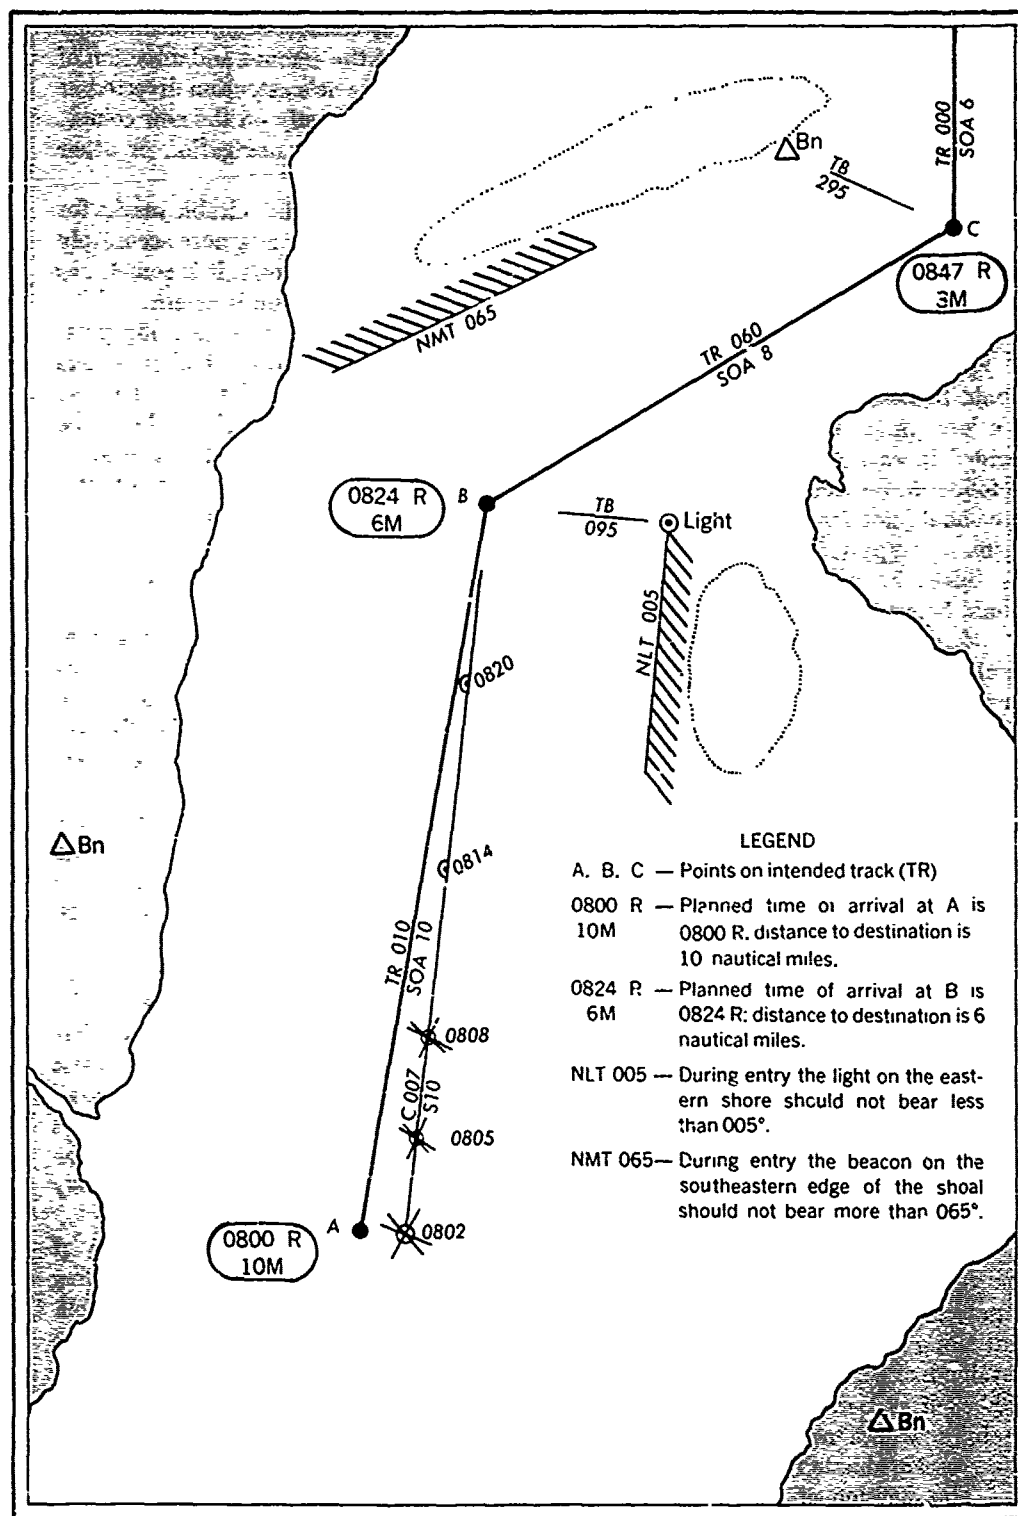 TR 000
SOA 6
Bn
TB
295
C
0847 R
3M
NMT 065
TR 060
SOA 8
0824 R
6M
B
TB
095
Light
NLT 005
0820
Bn
0814
TR 010
SOA 10
0808
C 007
S10
0805
A
0802
0800 R
10M
LEGEND
A. B. C — Points on intended track (TR)
0800 R — Planned time of arrival at A is
10M 0800 R. distance to destination is
10 nautical miles.
0824 R — Planned time of arrival at B is
6M 0824 R: distance to destination is 6
nautical miles.
NLT 005 — During entry the light on the east-
ern shore should not bear less
than 005°.
NMT 065— During entry the beacon on the
southeastern edge of the shoal
should not bear more than 065°.
Bn